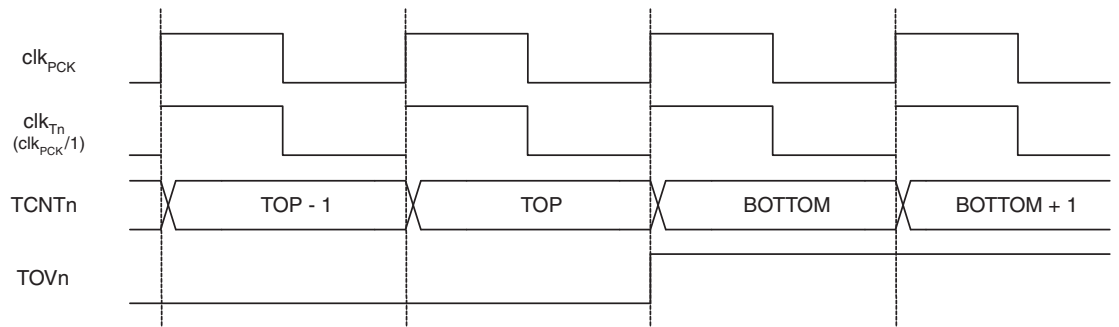 clkPCK
clkTn
(clkPCK/1)
TCNTn TOP - 1 TOP BOTTOM BOTTOM + 1
TOVn